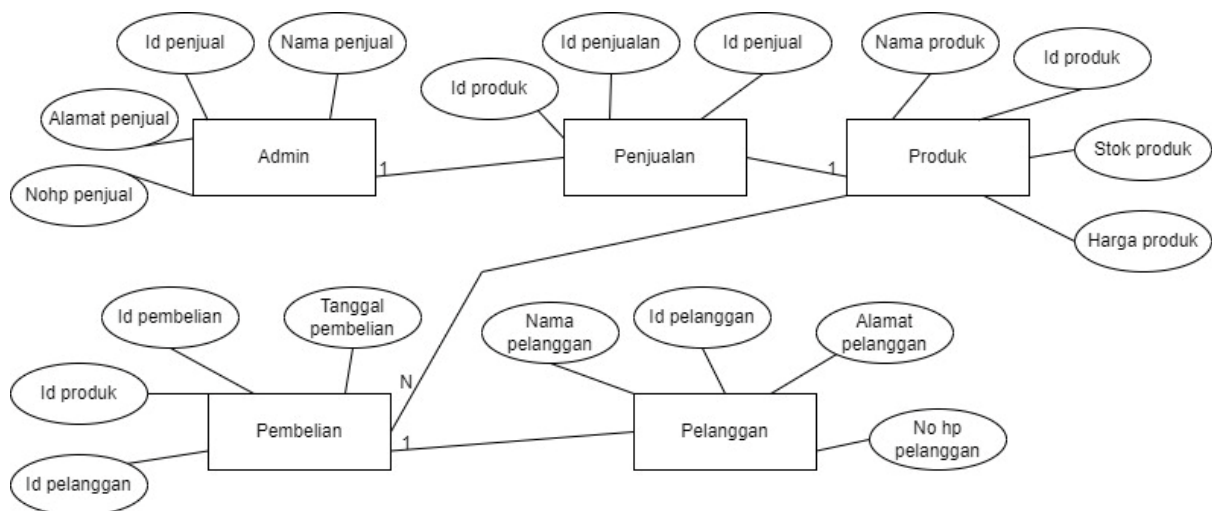 Id penjual
Nama penjual
Id penjualan
Id penjual
Nama produk
Id produk
Id produk
Alamat penjual
Admin
1
Penjualan
1
Produk
Stok produk
Nohp penjual
Harga produk
Id pembelian
Tanggal
pembelian
Nama
pelanggan
Id pelanggan
Alamat
pelanggan
Id produk
N
Pembelian
1
Pelanggan
No hp
pelanggan
Id pelanggan